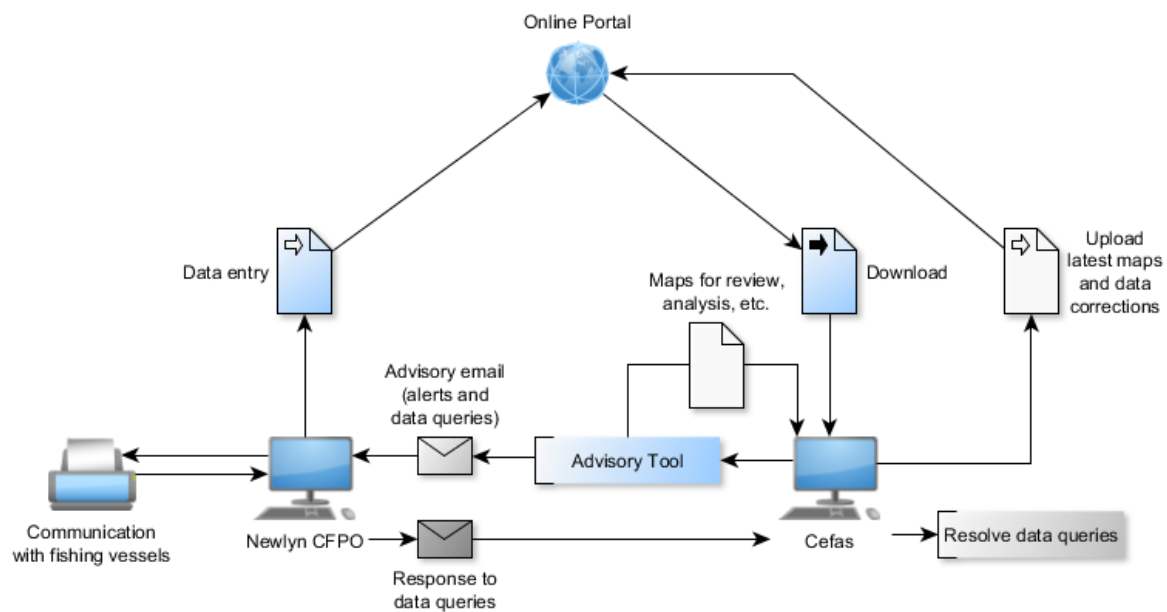 Online Portal
Data entry
Maps for review,
analysis, etc.
Download
Upload
latest maps
and data
corrections
Advisory email
(alerts and
data queries)
Advisory Tool
Communication
with fishing vessels
Newlyn CFPO
Response to
data queries
Cefas
Resolve data queries